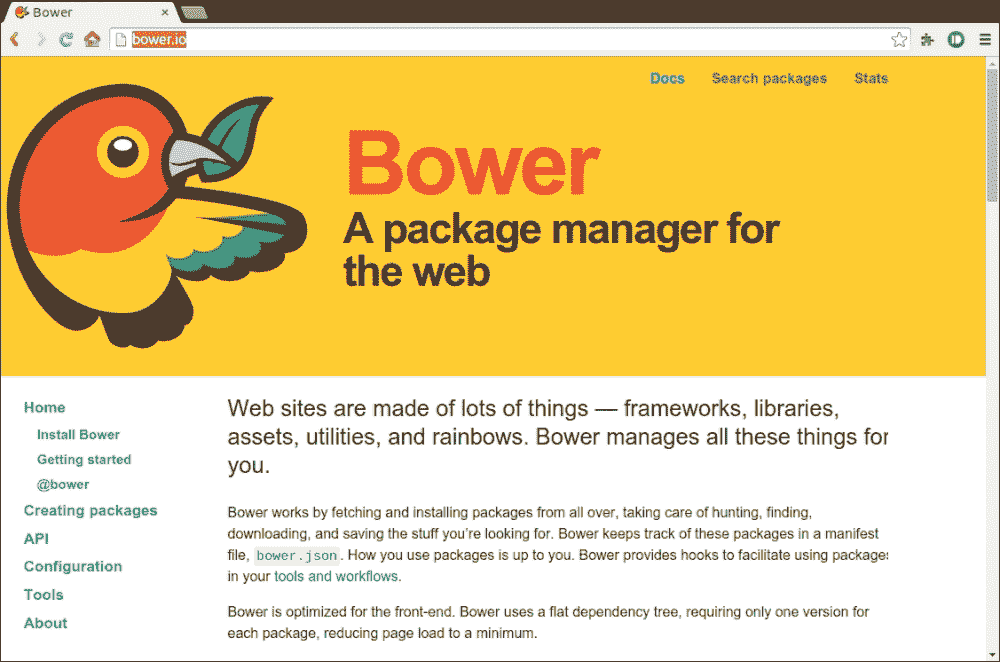 Bower
bower.io
Docs
Search packages
Stats
Bower
A package manager for
the web
Home
Install Bower
Getting started
@bower
Creating packages
API
Configuration
Tools
About
Web sites are made of lots of things — frameworks, libraries,
assets, utilities, and rainbows. Bower manages all these things for
you.
Bower works by fetching and installing packages from all over, taking care of hunting, finding,
downloading, and saving the stuff you're looking for. Bower keeps track of these packages in a manifest
file, bower.json. How you use packages is up to you. Bower provides hooks to facilitate using packages
in your tools and workflows.
Bower is optimized for the front-end. Bower uses a flat dependency tree, requiring only one version for
each package, reducing page load to a minimum.